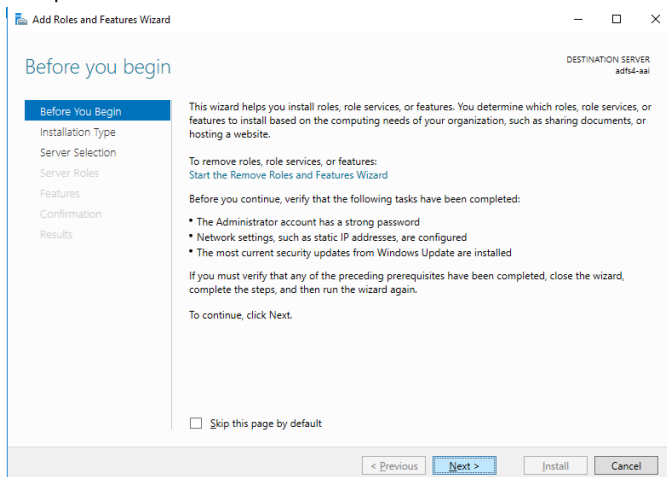 Add Roles and Features Wizard
Before you begin
DESTINATION SERVER
adfs4-aai
Before You Begin
Installation Type
Server Selection
Server Roles
Features
Confirmation
Results
This wizard helps you install roles, role services, or features. You determine which roles, role services, or
features to install based on the computing needs of your organization, such as sharing documents, or
hosting a website.
To remove roles, role services, or features:
Start the Remove Roles and Features Wizard
Before you continue, verify that the following tasks have been completed:
• The Administrator account has a strong password
• Network settings, such as static IP addresses, are configured
• The most current security updates from Windows Update are installed
If you must verify that any of the preceding prerequisites have been completed, close the wizard,
complete the steps, and then run the wizard again.
To continue, click Next.
Skip this page by default
< Previous
Next >
Install
Cancel